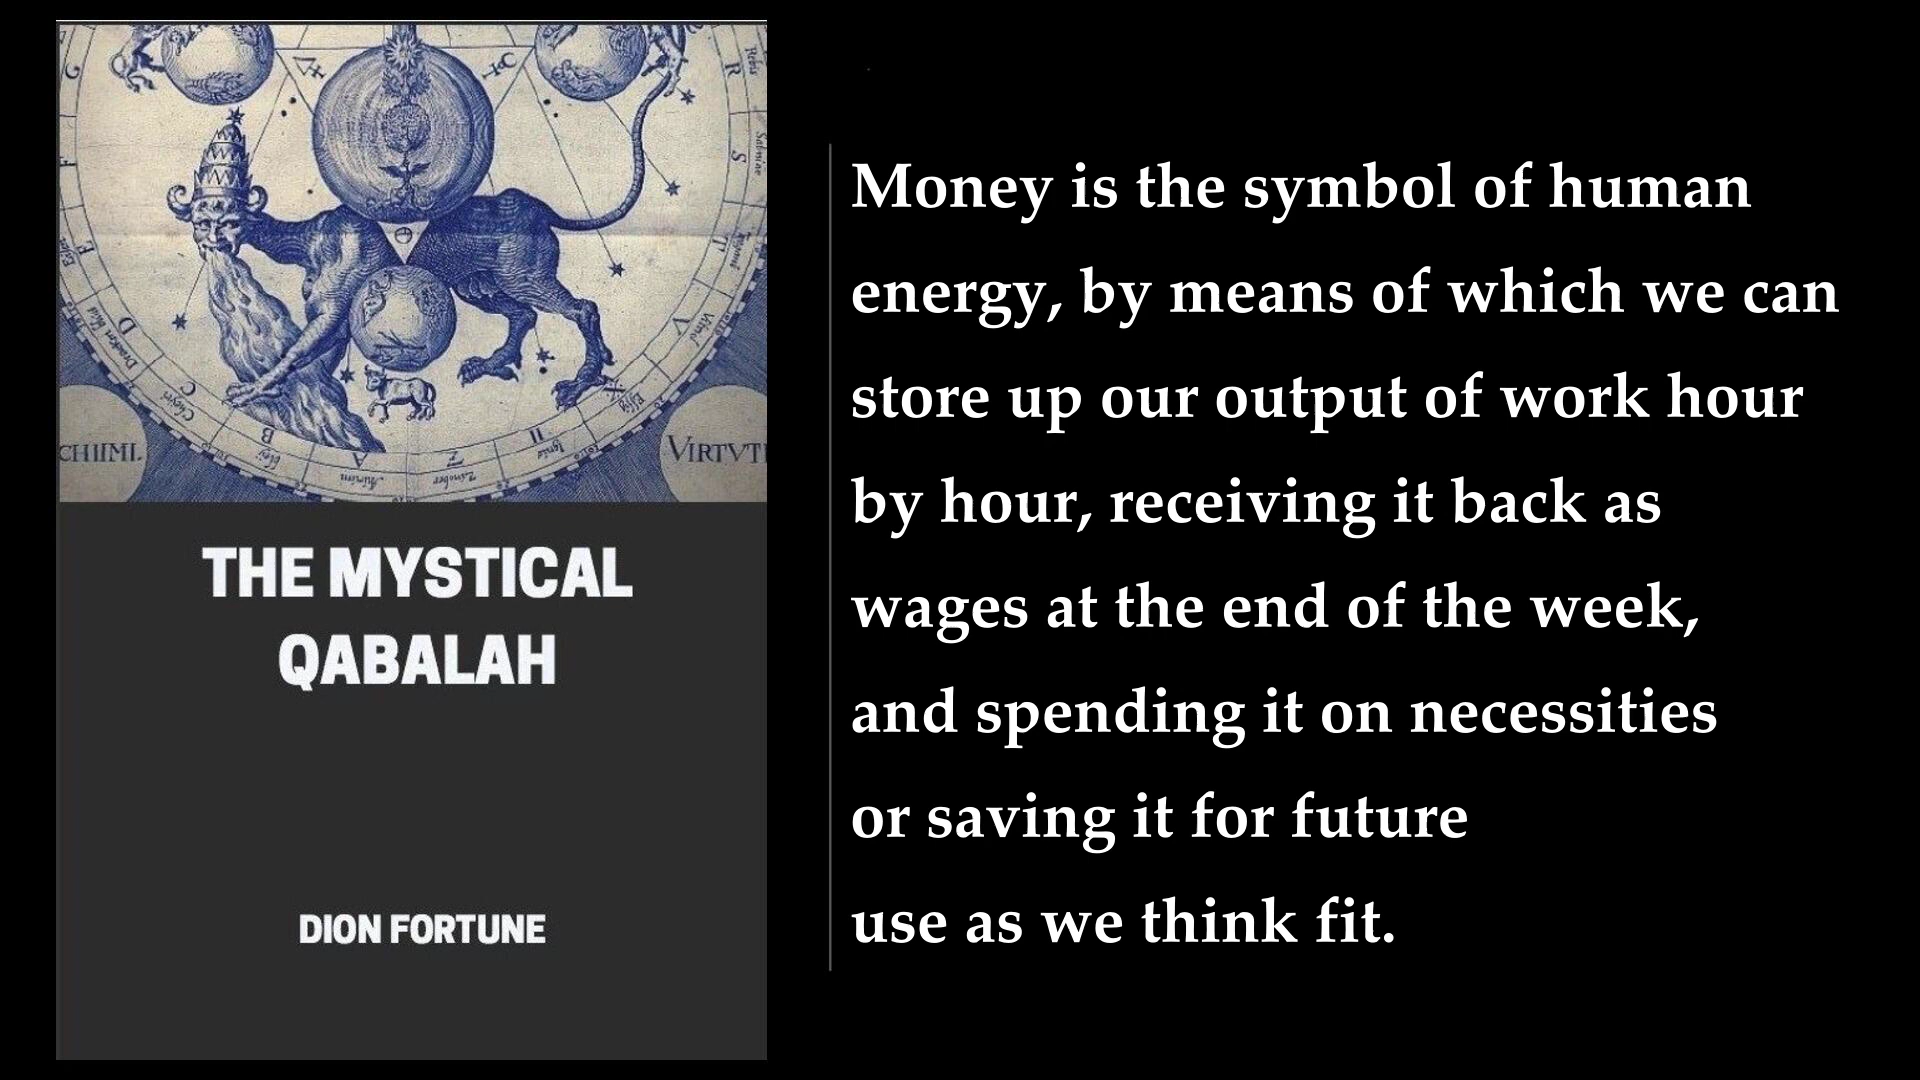 CHIIMI.
VIRTVTI
THE MYSTICAL
QABALAH
DION FORTUNE
Money is the symbol of human
energy, by means of which we can
store up our output of work hour
by hour, receiving it back as
wages at the end of the week,
and spending it on necessities
or saving it for future
use as we think fit.